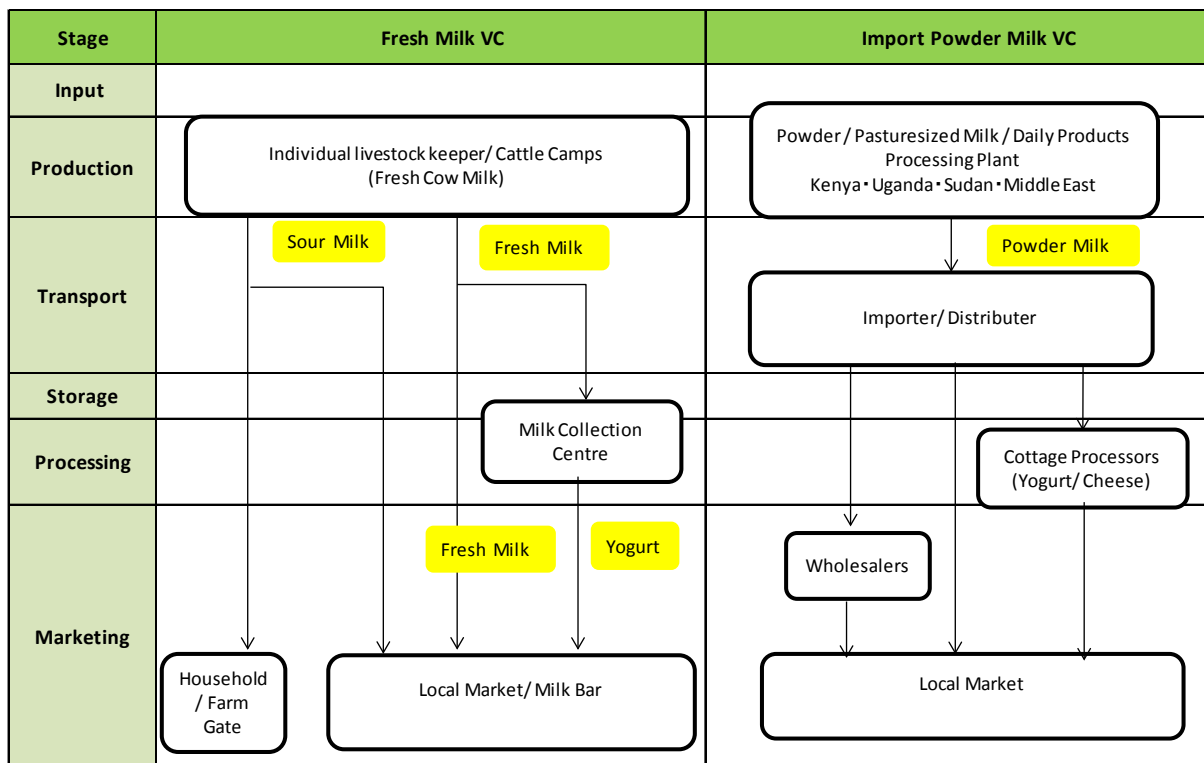 Stage
Fresh Milk VC
Import Powder Milk VC
Input
Production
Individual livestock keeper/ Cattle Camps
(Fresh Cow Milk)
Powder / Pasturesized Milk / Daily Products
Processing Plant
Kenya・Uganda・Sudan・Middle East
Transport
Sour Milk
Fresh Milk
Powder Milk
Importer/ Distributer
Storage
Processing
Milk Collection
Centre
Cottage Processors
(Yogurt/ Cheese)
Marketing
Fresh Milk
Yogurt
Wholesalers
Household
/ Farm
Gate
Local Market/ Milk Bar
Local Market